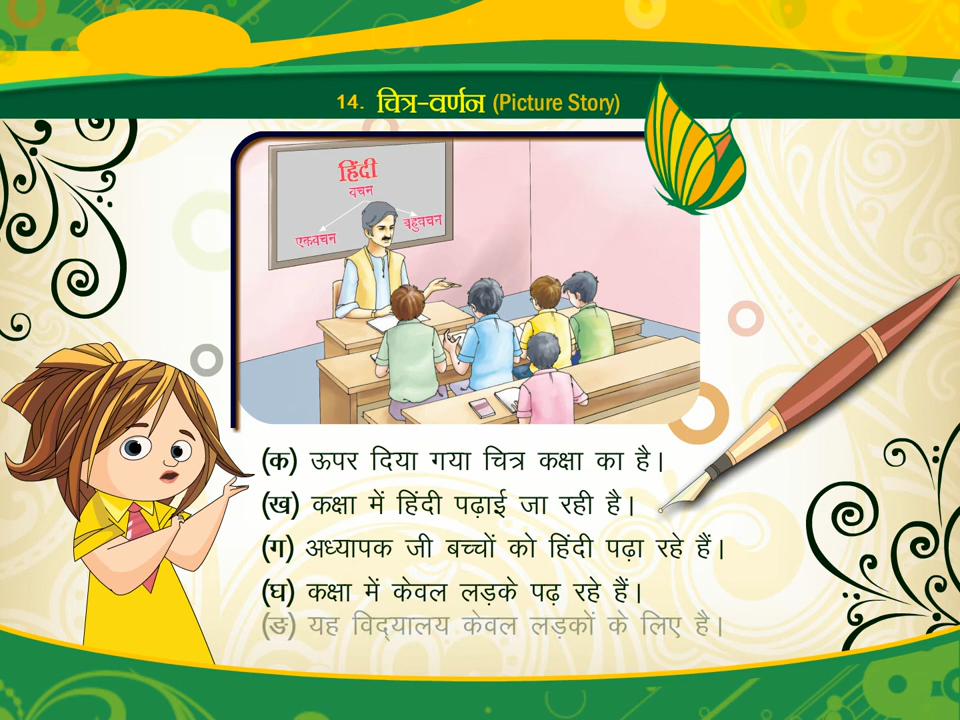 14. चित्र-वर्णन (Picture Story)
हिंदी
वचन
एकवचन बहुवचन
(क) ऊपर दिया गया चित्र कक्षा का है।
(ख) कक्षा में हिंदी पढ़ाई जा रही है।
(ग) अध्यापक जी बच्चों को हिंदी पढ़ा रहे हैं।
(घ) कक्षा में केवल लड़के पढ़ रहे हैं।
(ङ) यह विद्यालय केवल लड़कों के लिए है।